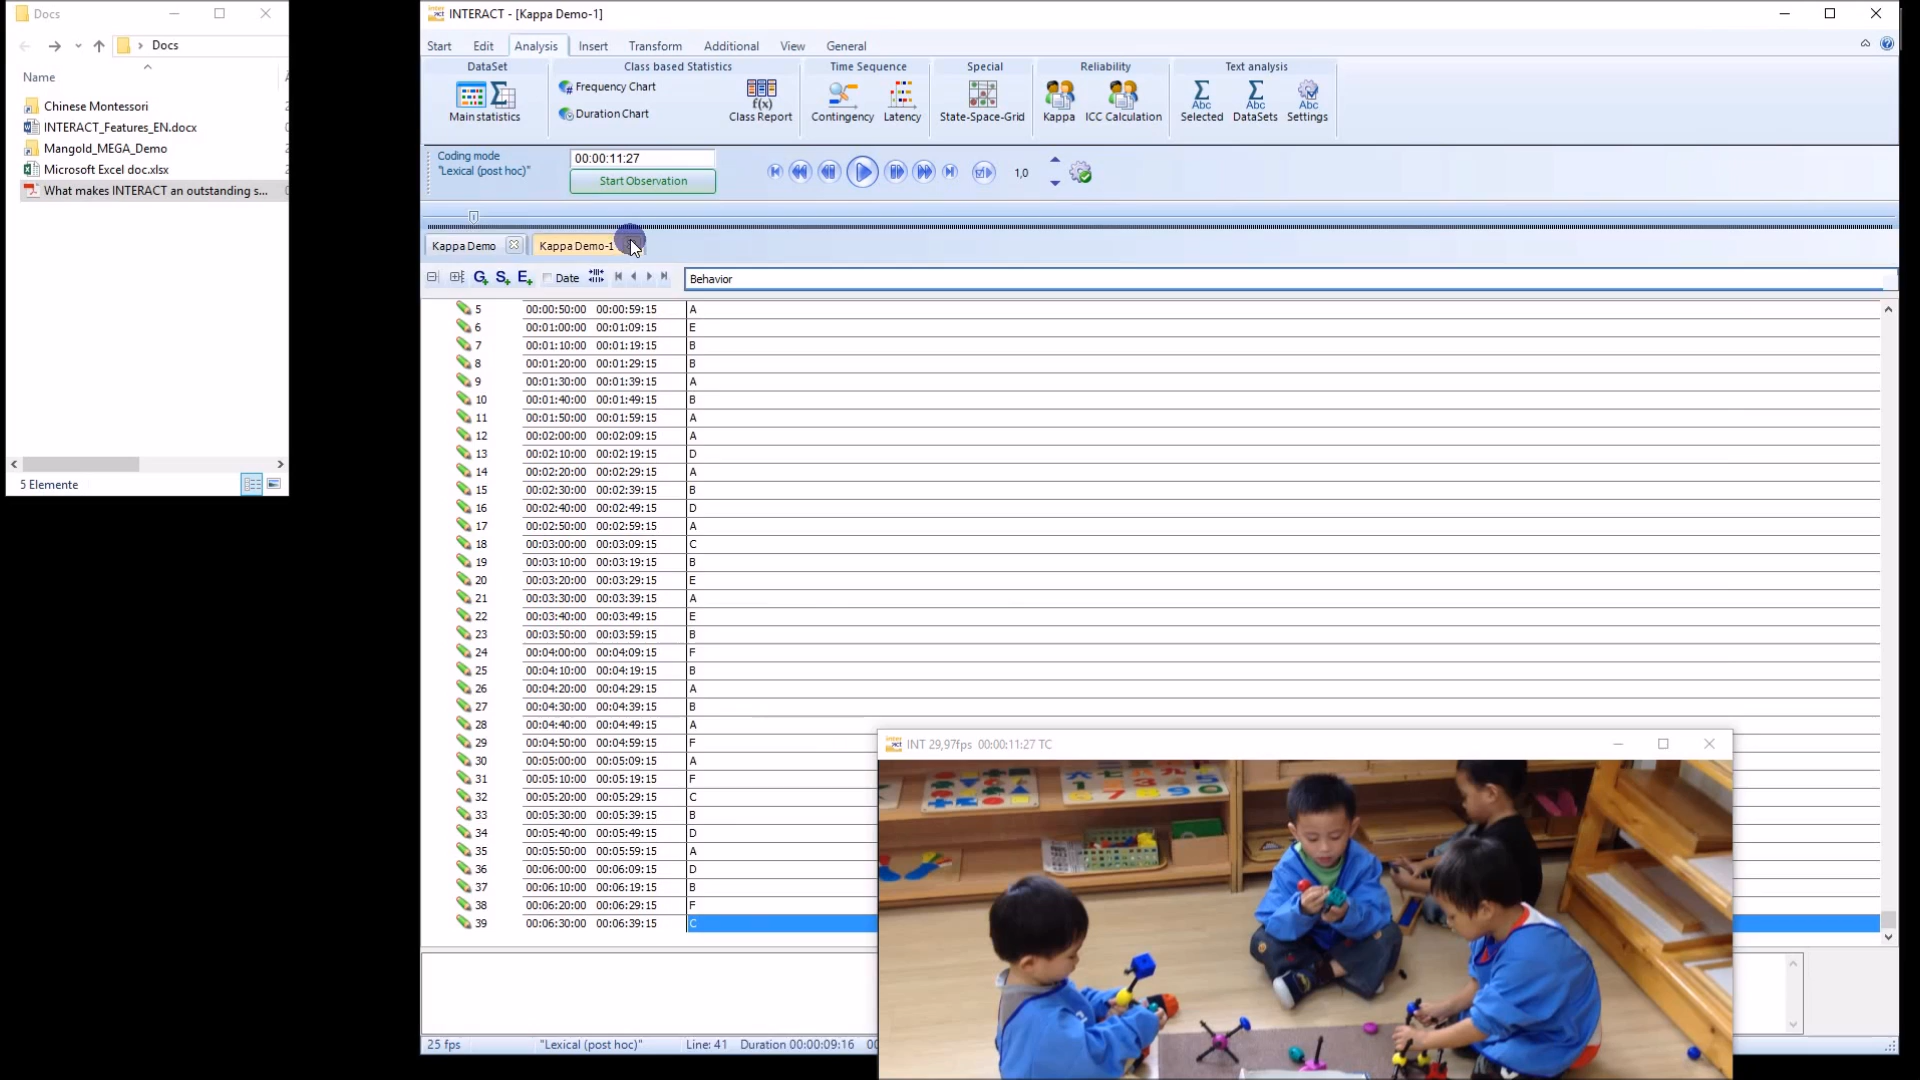 Docs
Docs
Name
Chinese Montessori
INTERACT_Features_EN.docx
Mangold_MEGA_Demo
Microsoft Excel doc.xlsx
What makes INTERACT an outstanding s...
5 Elemente
INTERACT - [Kappa Demo-1]
Start Edit Analysis Insert Transform Additional View General
DataSet Class based Statistics Time Sequence Special Reliability Text analysis
Main statistics
Frequency Chart
Duration Chart
f(x)
Class Report
Contingency Latency
State-Space-Grid
Kappa ICC Calculation
Abc Abc Abc
Selected DataSets Settings
Coding mode
"Lexical (post hoc)"
00:00:11:27
Start Observation
1,0
Kappa Demo Kappa Demo-1
G+ S+ E+ Date Behavior
5 00:00:50:00 00:00:59:15 A
6 00:01:00:00 00:01:09:15 E
7 00:01:10:00 00:01:19:15 B
8 00:01:20:00 00:01:29:15 B
9 00:01:30:00 00:01:39:15 A
10 00:01:40:00 00:01:49:15 B
11 00:01:50:00 00:01:59:15 A
12 00:02:00:00 00:02:09:15 A
13 00:02:10:00 00:02:19:15 D
14 00:02:20:00 00:02:29:15 A
15 00:02:30:00 00:02:39:15 B
16 00:02:40:00 00:02:49:15 D
17 00:02:50:00 00:02:59:15 A
18 00:03:00:00 00:03:09:15 C
19 00:03:10:00 00:03:19:15 B
20 00:03:20:00 00:03:29:15 E
21 00:03:30:00 00:03:39:15 A
22 00:03:40:00 00:03:49:15 E
23 00:03:50:00 00:03:59:15 B
24 00:04:00:00 00:04:09:15 F
25 00:04:10:00 00:04:19:15 B
26 00:04:20:00 00:04:29:15 A
27 00:04:30:00 00:04:39:15 B
28 00:04:40:00 00:04:49:15 A
29 00:04:50:00 00:04:59:15 F
30 00:05:00:00 00:05:09:15 A
31 00:05:10:00 00:05:19:15 F
32 00:05:20:00 00:05:29:15 C
33 00:05:30:00 00:05:39:15 B
34 00:05:40:00 00:05:49:15 D
35 00:05:50:00 00:05:59:15 A
36 00:06:00:00 00:06:09:15 D
37 00:06:10:00 00:06:19:15 B
38 00:06:20:00 00:06:29:15 F
39 00:06:30:00 00:06:39:15 C
INT 29,97fps 00:00:11:27 TC
25 fps "Lexical (post hoc)" Line: 41 Duration 00:00:09:16 00